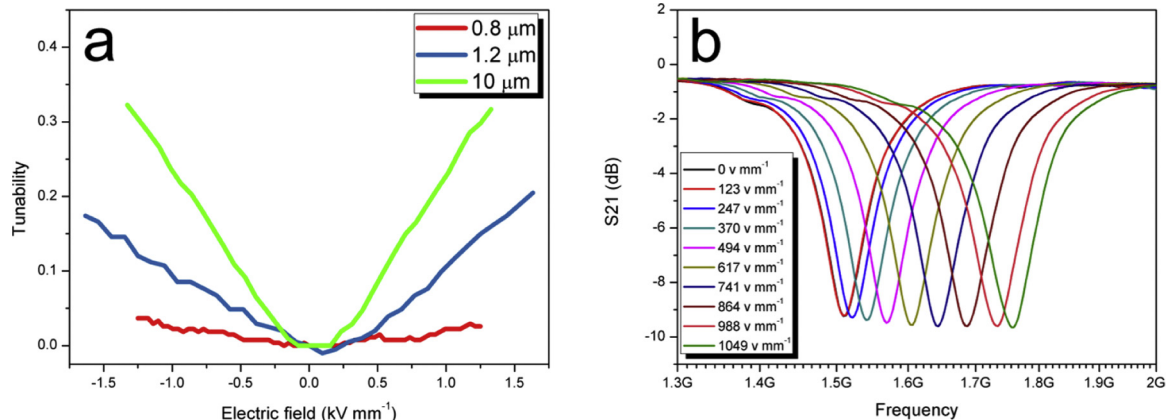 a
0.8 μm
1.2 μm
10 μm
0.4
0.3
0.2
0.1
0.0
Tunability
-1.5 -1.0 -0.5 0.0 0.5 1.0 1.5
Electric field (kV mm⁻¹)
b
2
0
-2
-4
-6
-8
-10
S21 (dB)
0 v mm⁻¹
123 v mm⁻¹
247 v mm⁻¹
370 v mm⁻¹
494 v mm⁻¹
617 v mm⁻¹
741 v mm⁻¹
864 v mm⁻¹
988 v mm⁻¹
1049 v mm⁻¹
1.3G 1.4G 1.5G 1.6G 1.7G 1.8G 1.9G 2G
Frequency